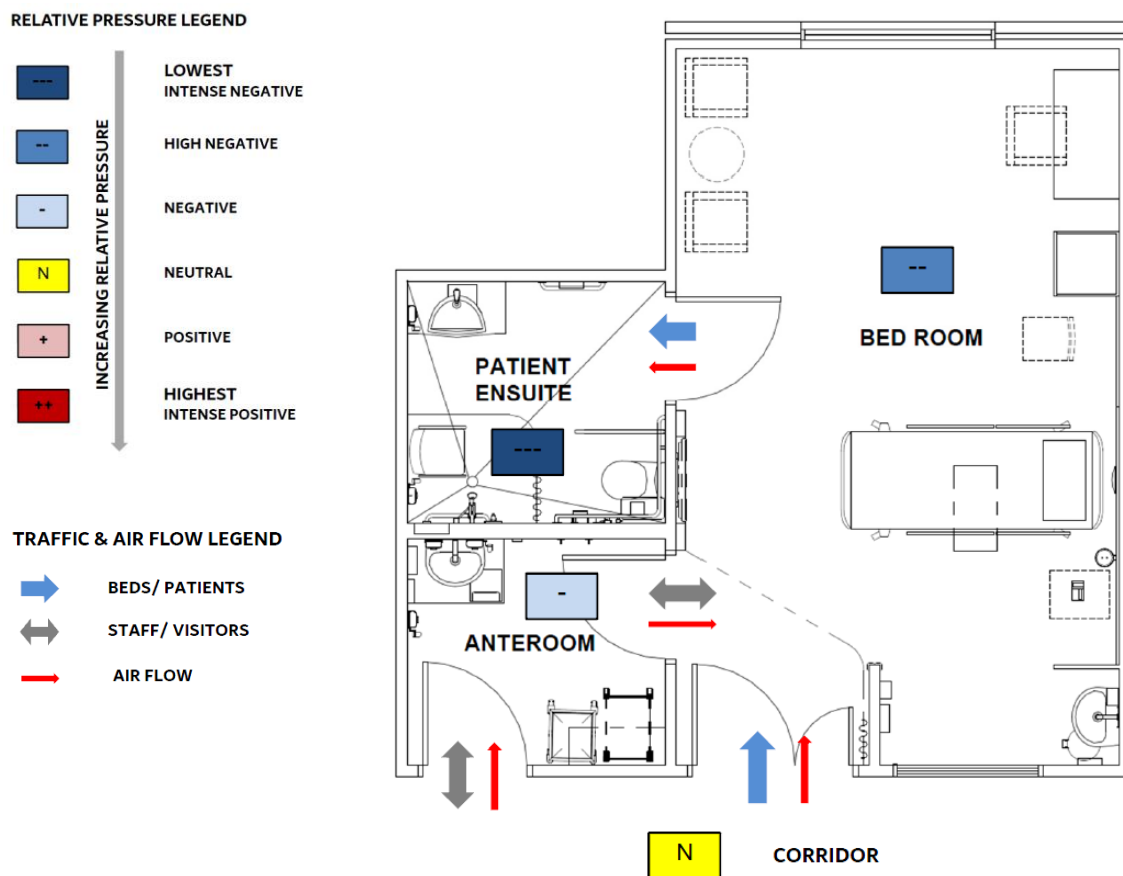 RELATIVE PRESSURE LEGEND
INCREASING RELATIVE PRESSURE
---
LOWEST
INTENSE NEGATIVE
--
HIGH NEGATIVE
-
NEGATIVE
N
NEUTRAL
+
POSITIVE
++
HIGHEST
INTENSE POSITIVE
TRAFFIC & AIR FLOW LEGEND
BEDS/ PATIENTS
STAFF/ VISITORS
AIR FLOW
--
BED ROOM
PATIENT
ENSUITE
---
-
ANTEROOM
N
CORRIDOR